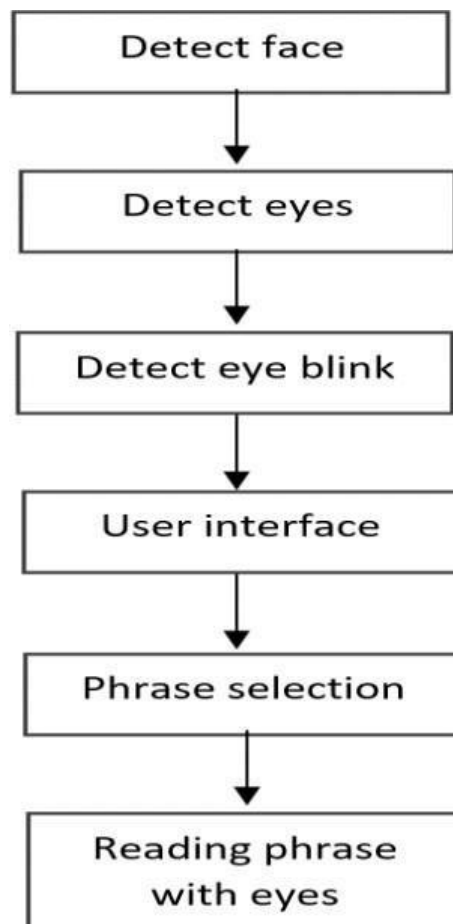 Detect face
Detect eyes
Detect eye blink
User interface
Phrase selection
Reading phrase
with eyes